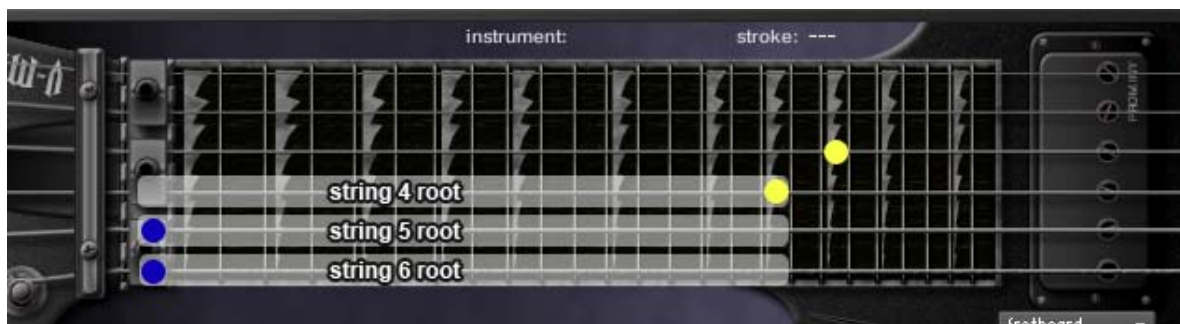 instrument: stroke: ---
string 4 root
string 5 root
string 6 root